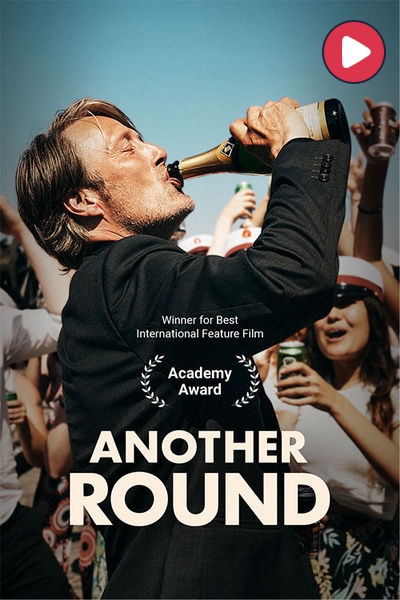 Winner for Best
International Feature Film
Academy
Award
ANOTHER
ROUND